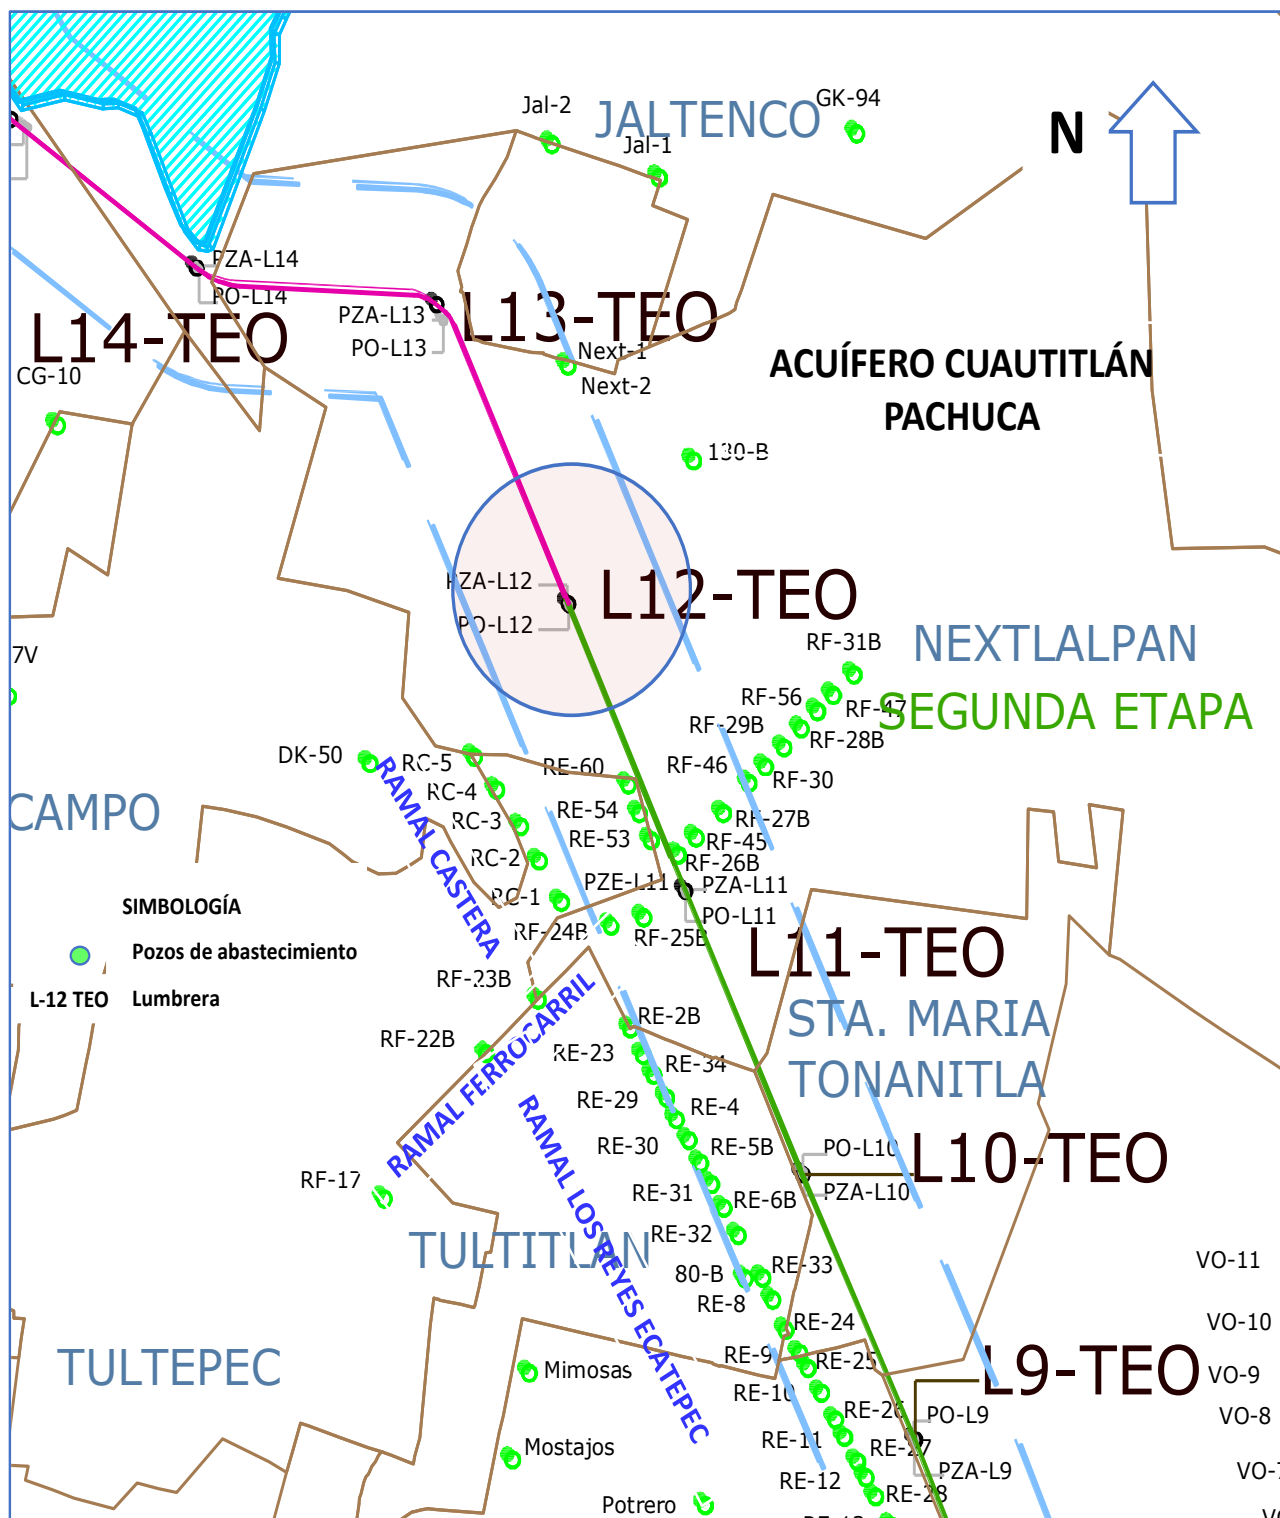 GK-94
Jal-2
JALTENCO
N
Jal-1
PZA-L14
PO-L14
PZA-L13
L13-TEO
L14-TEO
PO-L13
Next-1
ACUÍFERO CUAUTITLÁN
PACHUCA
CG-10
Next-2
130-B
PZA-L12
L12-TEO
PO-L12
RF-31B
NEXTLALPAN
7V
RF-56
RF-47
SEGUNDA ETAPA
RF-29B
RF-28B
DK-50
RC-5
RE-60
RF-46
RF-30
RC-4
RAMAL CASTERA
CAMPO
RE-54
RF-27B
RC-3
RE-53
RF-45
RC-2
RF-26B
PZE-L11
PZA-L11
RC-1
SIMBOLOGÍA
PO-L11
RF-24B
RF-25B
Pozos de abastecimiento
L11-TEO
RF-23B
L-12 TEO Lumbrera
RE-2B
STA. MARIA
TONANITLA
RF-22B
RAMAL FERROCARRIL
RE-23
RE-34
RE-29
RE-4
RE-30
RE-5B
PO-L10
L10-TEO
RF-17
RE-31
RE-6B
PZA-L10
RAMAL LOS REYES ECATEPEC
RE-32
TULTITLAN
80-B
RE-33
VO-11
RE-8
RE-24
VO-10
TULTEPEC
RE-9
RE-25
Mimosas
L9-TEO
VO-9
RE-10
RE-26
PO-L9
VO-8
RE-11
RE-27
Mostajos
PZA-L9
RE-12
RE-28
Potrero